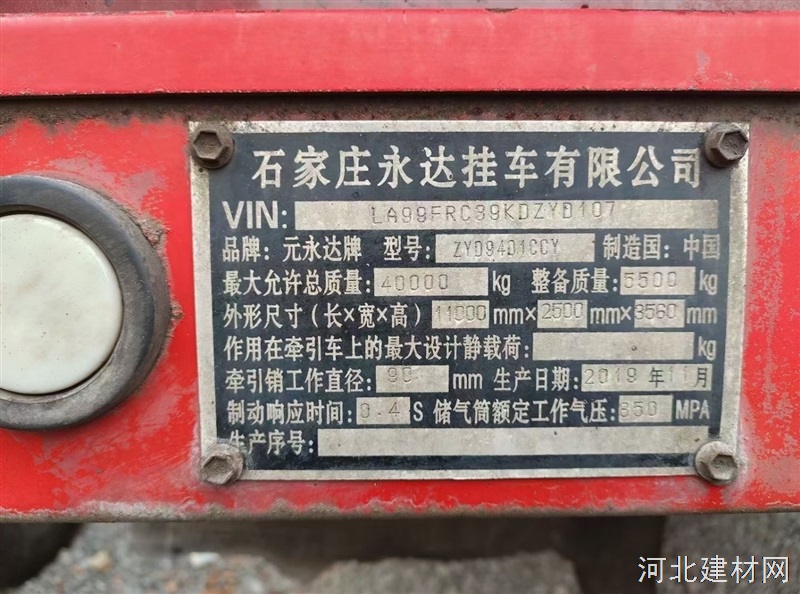 石家庄永达挂车有限公司
VIN: LA99FRC39KDZYD107
品牌: 元永达牌 型号: ZYD9401CCY 制造国: 中国
最大允许总质量: 40000 kg 整备质量: 5500 kg
外形尺寸(长×宽×高) 11000 mm× 2500 mm× 3560 mm
作用在牵引车上的最大设计静载荷: kg
牵引销工作直径: 90 mm 生产日期: 2019 年 11 月
制动响应时间: 0.4 S 储气筒额定工作气压: 850 MPA
生产序号:
河北建材网